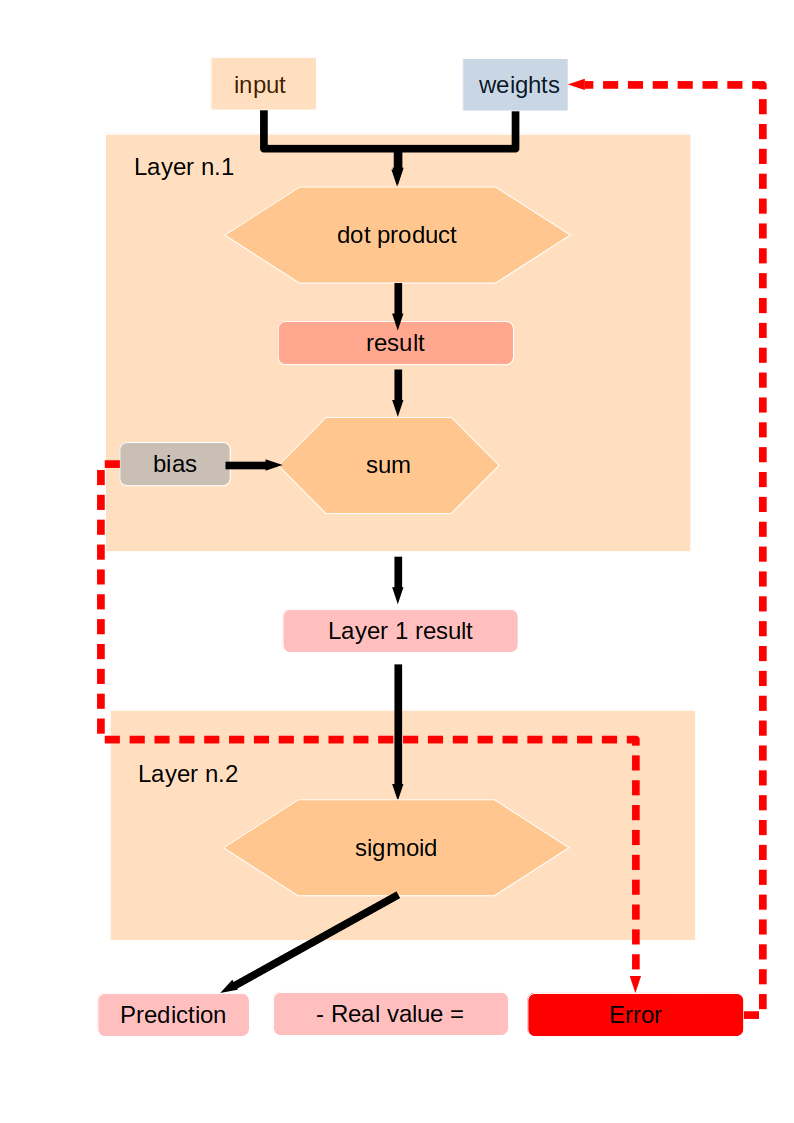 input
weights
Layer n.1
dot product
result
bias
sum
Layer 1 result
Layer n.2
sigmoid
Prediction
- Real value =
Error